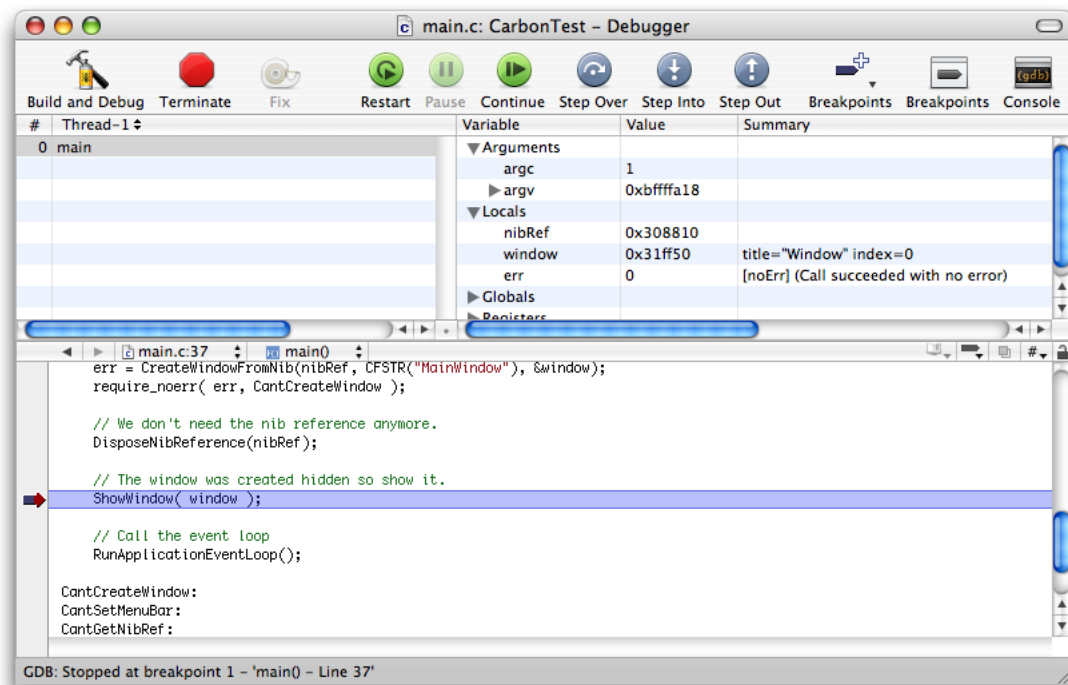 main.c: CarbonTest – Debugger
Build and Debug Terminate Fix Restart Pause Continue Step Over Step Into Step Out Breakpoints Breakpoints Console
(gdb)
# Thread-1 Variable Value Summary
0 main
Arguments
argc 1
argv 0xbffffa18
Locals
nibRef 0x308810
window 0x31ff50 title="Window" index=0
err 0 [noErr] (Call succeeded with no error)
Globals
Registers
main.c:37 main() #
err = CreateWindowFromNib(nibRef, CFSTR("MainWindow"), &window);
require_noerr( err, CantCreateWindow );
// We don't need the nib reference anymore.
DisposeNibReference(nibRef);
// The window was created hidden so show it.
ShowWindow( window );
// Call the event loop
RunApplicationEventLoop();
CantCreateWindow:
CantSetMenuBar:
CantGetNibRef:
GDB: Stopped at breakpoint 1 – 'main() – Line 37'